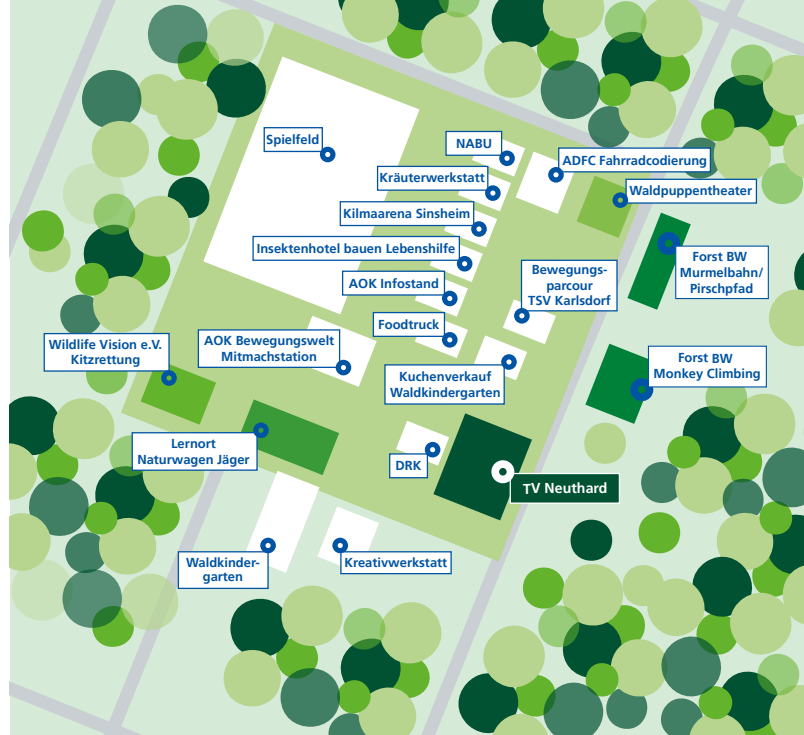 Spielfeld
NABU
ADFC Fahrradcodierung
Kräuterwerkstatt
Waldpuppentheater
Kilmaarena Sinsheim
Insektenhotel bauen Lebenshilfe
Forst BW
Murmelbahn/
Pirschpfad
Bewegungs-
parcour
TSV Karlsdorf
AOK Infostand
Foodtruck
Wildlife Vision e.V.
Kitzrettung
AOK Bewegungswelt
Mitmachstation
Forst BW
Monkey Climbing
Kuchenverkauf
Waldkindergarten
Lernort
Naturwagen Jäger
DRK
TV Neuthard
Waldkinder-
garten
Kreativwerkstatt